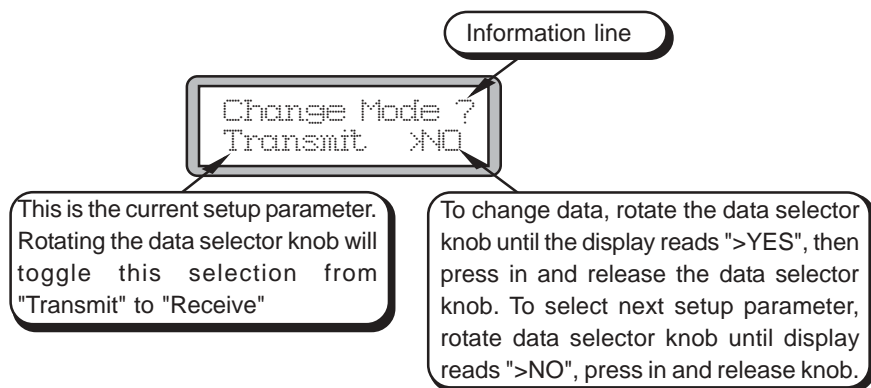 Information line
Change Mode ?
Transmit >NO
This is the current setup parameter.
Rotating the data selector knob will
toggle this selection from
"Transmit" to "Receive"
To change data, rotate the data selector
knob until the display reads ">YES", then
press in and release the data selector
knob. To select next setup parameter,
rotate data selector knob until display
reads ">NO", press in and release knob.